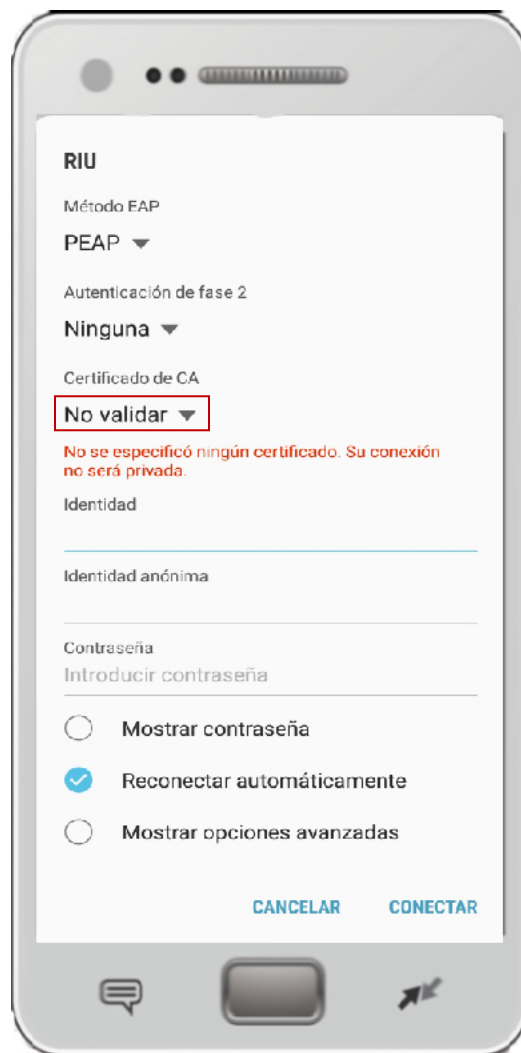 RIU
Método EAP
PEAP
Autenticación de fase 2
Ninguna
Certificado de CA
No validar
No se especificó ningún certificado. Su conexión
no será privada.
Identidad
Identidad anónima
Contraseña
Introducir contraseña
Mostrar contraseña
Reconectar automáticamente
Mostrar opciones avanzadas
CANCELAR CONECTAR